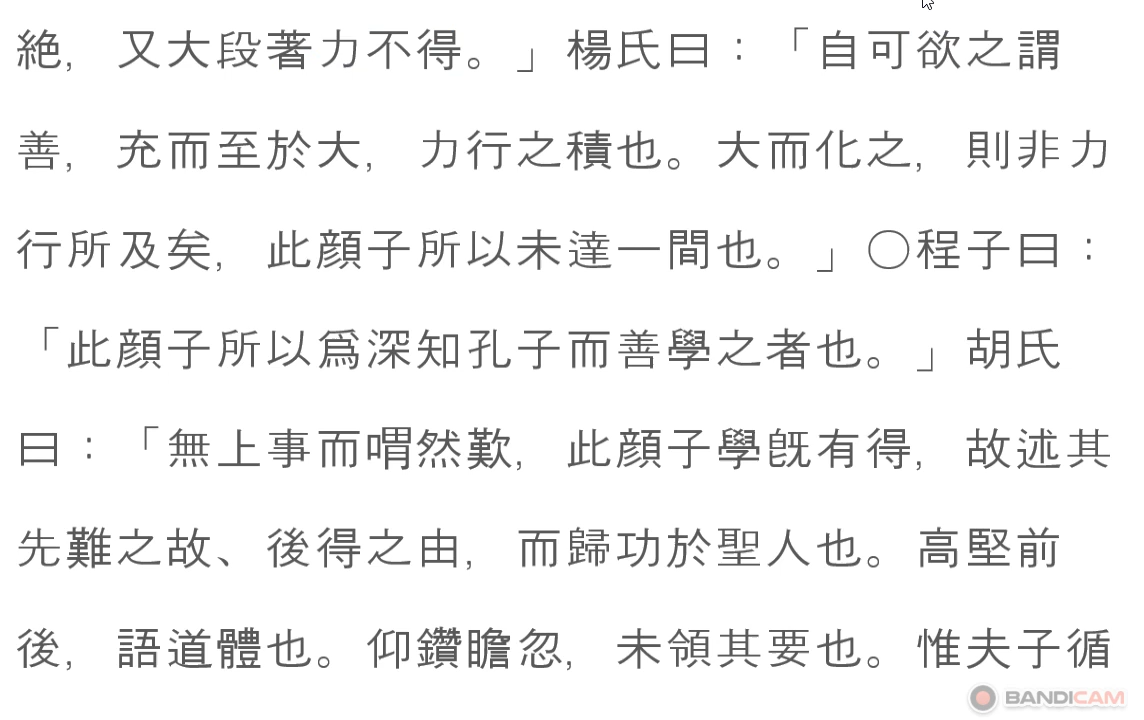 絶，又大段著力不得。」楊氏曰：「自可欲之謂
善，充而至於大，力行之積也。大而化之，則非力
行所及矣，此顔子所以未達一間也。」○程子曰：
「此顔子所以爲深知孔子而善學之者也。」胡氏
曰：「無上事而喟然歎，此顔子學旣有得，故述其
先難之故、後得之由，而歸功於聖人也。高堅前
後，語道體也。仰鑽瞻忽，未領其要也。惟夫子循
BANDICAM